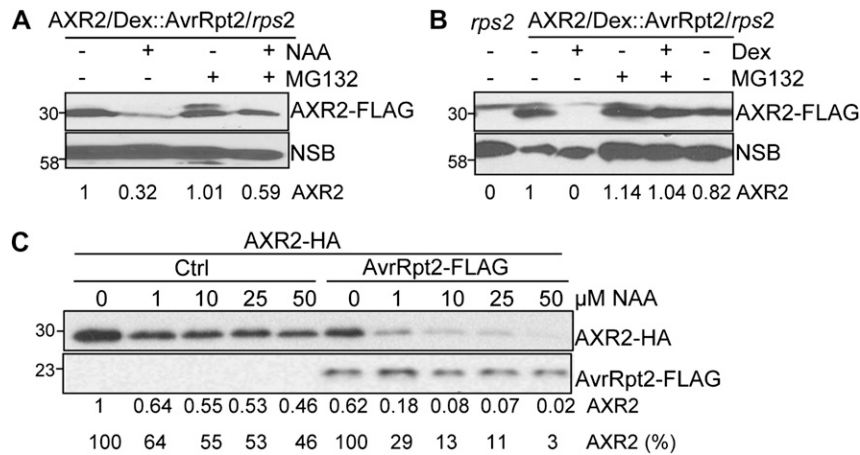 A AXR2/Dex::AvrRpt2/rps2
- + - + NAA
- - + + MG132
30 AXR2-FLAG
58 NSB
1 0.32 1.01 0.59 AXR2
B rps2 AXR2/Dex::AvrRpt2/rps2
- - + - + - Dex
- - - + + - MG132
30 AXR2-FLAG
58 NSB
0 1 0 1.14 1.04 0.82 AXR2
C AXR2-HA
Ctrl AvrRpt2-FLAG
0 1 10 25 50 0 1 10 25 50 µM NAA
30 AXR2-HA
23 AvrRpt2-FLAG
1 0.64 0.55 0.53 0.46 0.62 0.18 0.08 0.07 0.02 AXR2
100 64 55 53 46 100 29 13 11 3 AXR2 (%)